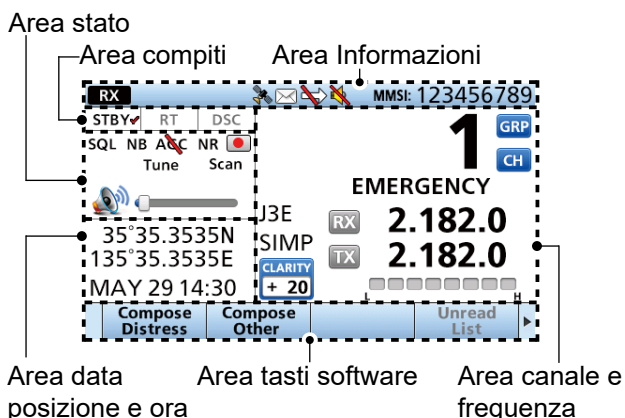 Area stato
Area compiti
Area Informazioni
RX
MMSI: 123456789
STBY RT DSC
SQL NB AGC NR
Tune Scan
1 GRP
CH
EMERGENCY
J3E RX 2.182.0
SIMP TX 2.182.0
CLARITY
+ 20
L H
35°35.3535N
135°35.3535E
MAY 29 14:30
Compose Distress
Compose Other
Unread List
Area data posizione e ora
Area tasti software
Area canale e frequenza